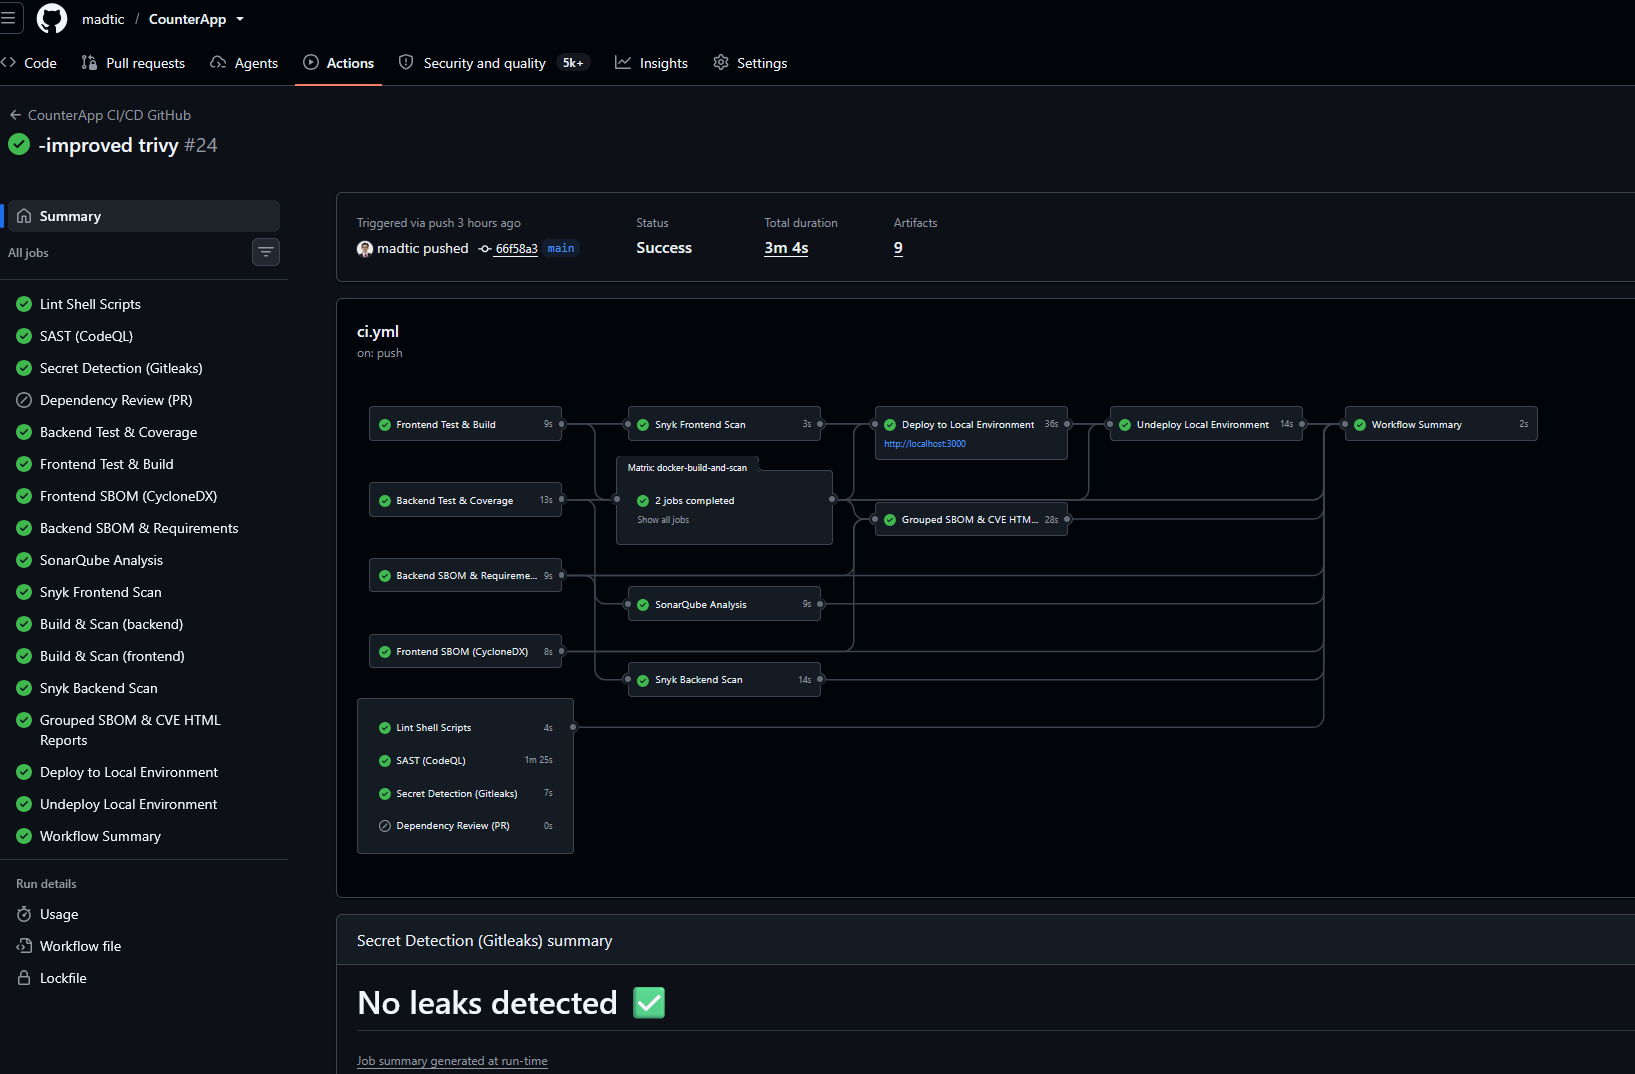 madtic / CounterApp
Code Pull requests Agents Actions Security and quality 5k+ Insights Settings
CounterApp CI/CD GitHub
-improved trivy #24
Summary
All jobs
Lint Shell Scripts
SAST (CodeQL)
Secret Detection (Gitleaks)
Dependency Review (PR)
Backend Test & Coverage
Frontend Test & Build
Frontend SBOM (CycloneDX)
Backend SBOM & Requirements
SonarQube Analysis
Snyk Frontend Scan
Build & Scan (backend)
Build & Scan (frontend)
Snyk Backend Scan
Grouped SBOM & CVE HTML
Reports
Deploy to Local Environment
Undeploy Local Environment
Workflow Summary
Run details
Usage
Workflow file
Lockfile
Triggered via push 3 hours ago
madtic pushed 66f58a3 main
Status
Success
Total duration
3m 4s
Artifacts
9
ci.yml
on: push
Frontend Test & Build 9s
Backend Test & Coverage 13s
Backend SBOM & Requireme... 9s
Frontend SBOM (CycloneDX) 8s
Lint Shell Scripts 4s
SAST (CodeQL) 1m 25s
Secret Detection (Gitleaks) 7s
Dependency Review (PR) 0s
Snyk Frontend Scan 3s
Matrix: docker-build-and-scan
2 jobs completed
Show all jobs
SonarQube Analysis 9s
Snyk Backend Scan 14s
Deploy to Local Environment 36s
http://localhost:3000
Grouped SBOM & CVE HTM... 28s
Undeploy Local Environment 14s
Workflow Summary 2s
Secret Detection (Gitleaks) summary
No leaks detected ✅
Job summary generated at run-time